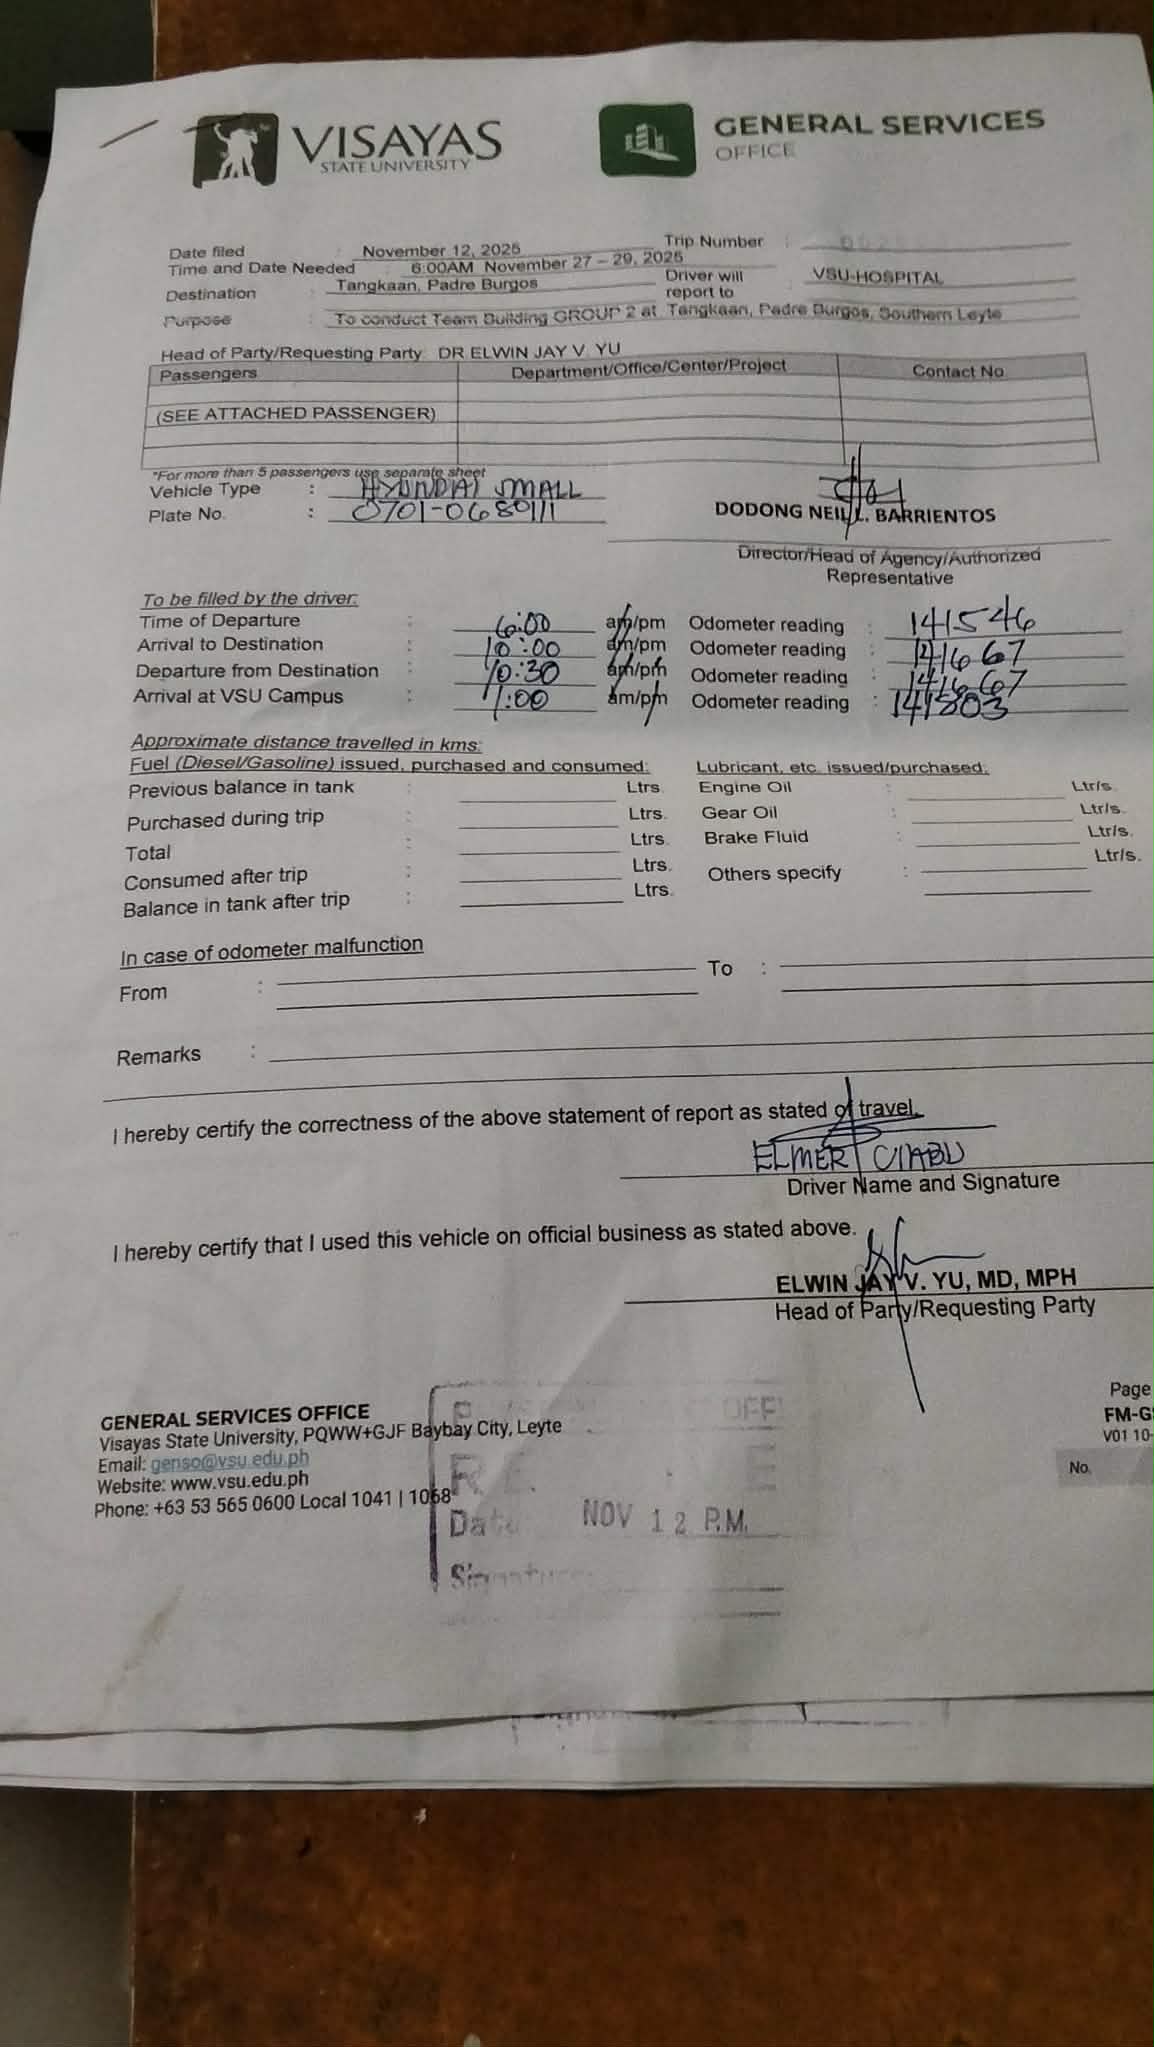 VISAYAS
STATE UNIVERSITY
GENERAL SERVICES
OFFICE
Date filed : November 12, 2025 Trip Number :
Time and Date Needed : 6:00AM November 27 – 29, 2025
Destination : Tangkaan, Padre Burgos Driver will report to : VSU-HOSPITAL
Purpose : To conduct Team Building GROUP 2 at Tangkaan, Padre Burgos, Southern Leyte
Head of Party/Requesting Party: DR ELWIN JAY V. YU
Passengers Department/Office/Center/Project Contact No
(SEE ATTACHED PASSENGER)
*For more than 5 passengers use separate sheet
Vehicle Type : HYUNDAI SMALL
Plate No. : 0701-0680111
DODONG NEIL L. BARRIENTOS
Director/Head of Agency/Authorized
Representative
To be filled by the driver:
Time of Departure : 6:00 am/pm Odometer reading : 141546
Arrival to Destination : 10:00 am/pm Odometer reading : 141667
Departure from Destination : 10:30 am/pm Odometer reading : 141667
Arrival at VSU Campus : 1:00 am/pm Odometer reading : 141803
Approximate distance travelled in kms:
Fuel (Diesel/Gasoline) issued, purchased and consumed: Lubricant, etc. issued/purchased:
Previous balance in tank : Ltrs. Engine Oil : Ltr/s.
Purchased during trip : Ltrs. Gear Oil : Ltr/s.
Total : Ltrs. Brake Fluid : Ltr/s.
Consumed after trip : Ltrs. Others specify : Ltr/s.
Balance in tank after trip : Ltrs.
In case of odometer malfunction
From : To :
Remarks :
I hereby certify the correctness of the above statement of report as stated of travel.
ELMER
Driver Name and Signature
I hereby certify that I used this vehicle on official business as stated above.
ELWIN JAY V. YU, MD, MPH
Head of Party/Requesting Party
GENERAL SERVICES OFFICE
Visayas State University, PQWW+GJF Baybay City, Leyte
Email: genso@vsu.edu.ph
Website: www.vsu.edu.ph
Phone: +63 53 565 0600 Local 1041 | 1068
Date NOV 12 P.M.
Signature
Page
FM-G
V01 10-
No.